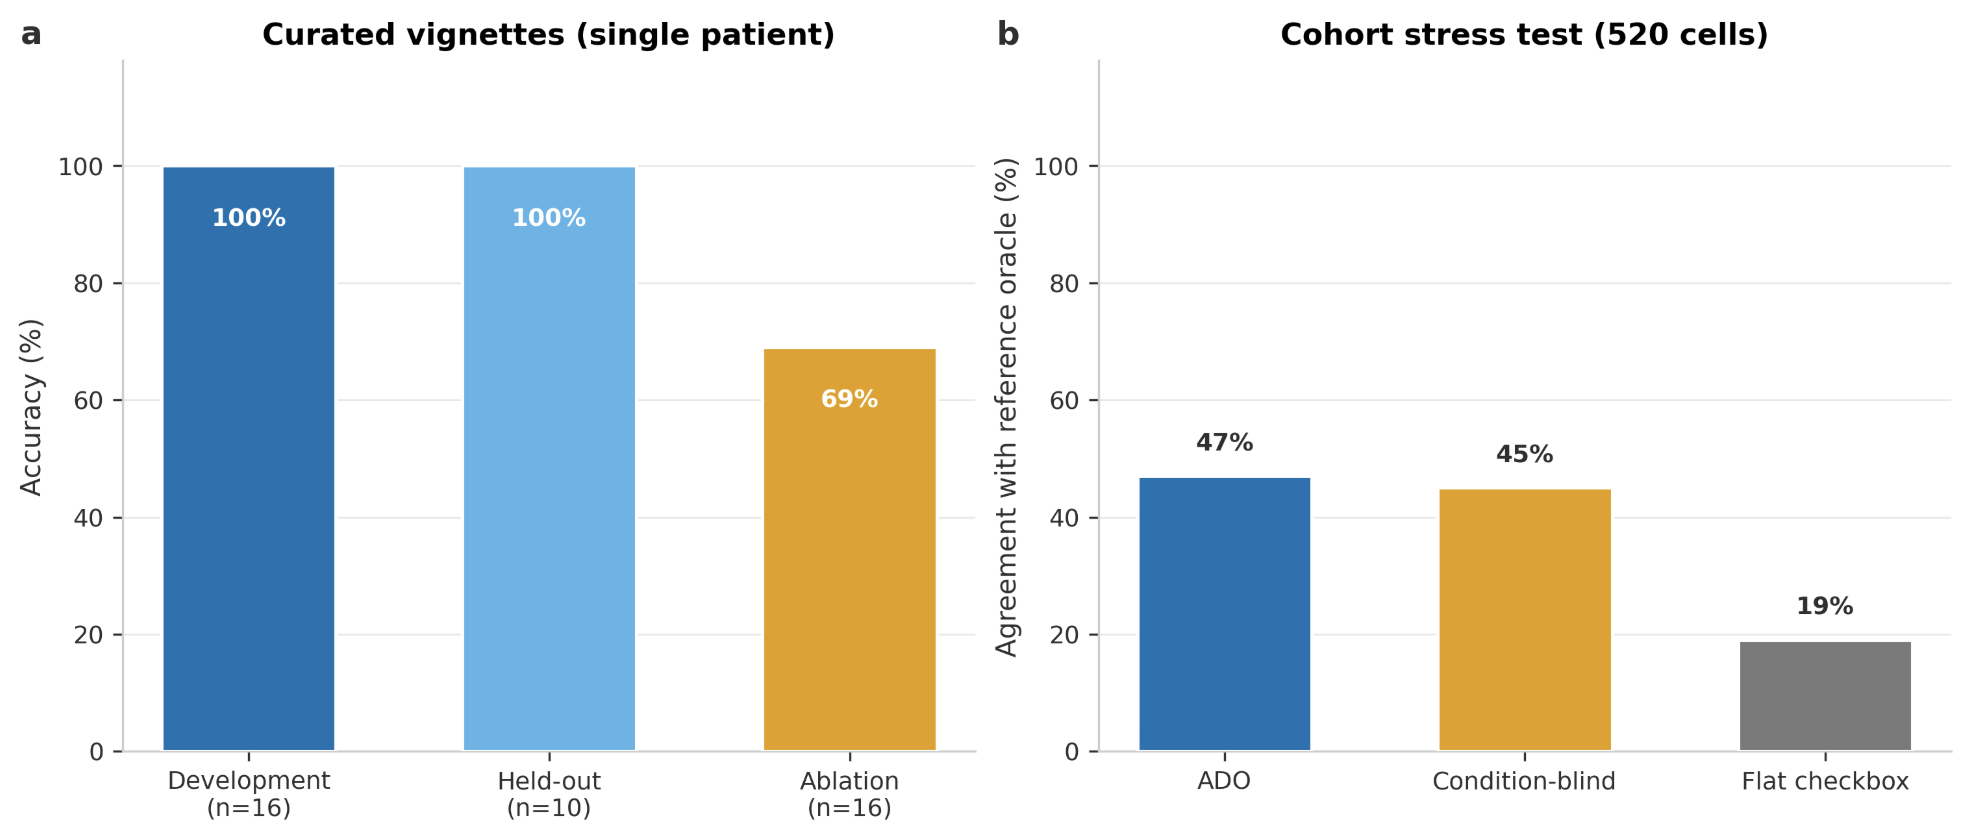 a
Curated vignettes (single patient)
Accuracy (%)
100
80
60
40
20
0
100%
100%
69%
Development
(n=16)
Held-out
(n=10)
Ablation
(n=16)
b
Cohort stress test (520 cells)
Agreement with reference oracle (%)
100
80
60
40
20
0
47%
45%
19%
ADO
Condition-blind
Flat checkbox